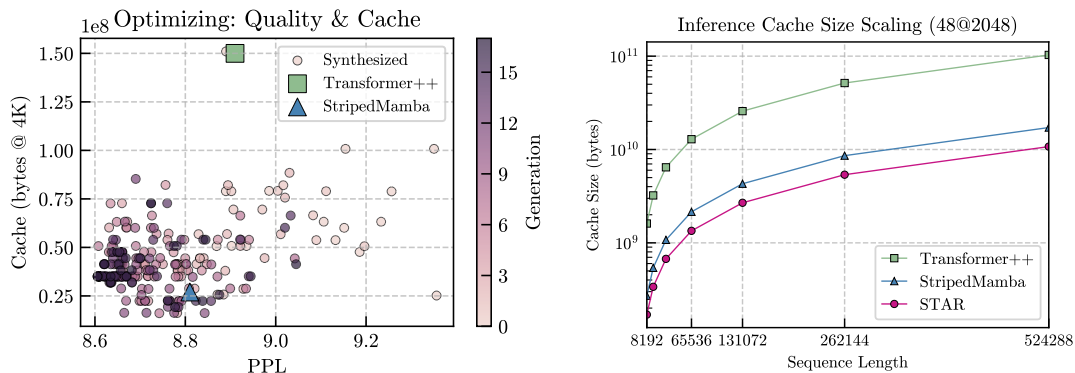 Optimizing: Quality & Cache
1e8
1.50
1.25
1.00
0.75
0.50
0.25
Cache (bytes @ 4K)
8.6 8.8 9.0 9.2
PPL
Synthesized
Transformer++
StripedMamba
15
12
9
6
3
0
Generation
Inference Cache Size Scaling (48@2048)
10^11
10^10
10^9
Cache Size (bytes)
8192 65536 131072 262144 524288
Sequence Length
Transformer++
StripedMamba
STAR